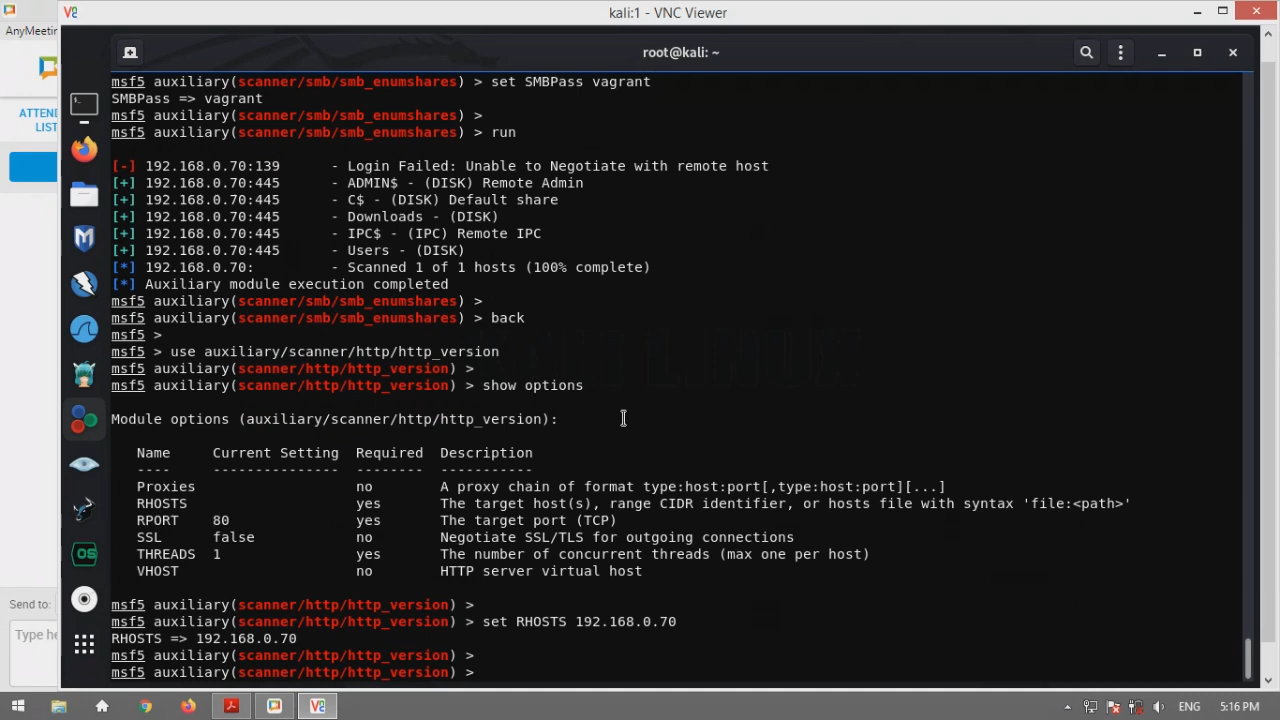 kali:1 - VNC Viewer
AnyMeeting
root@kali: ~
ATTEND
LIST
msf5 auxiliary(scanner/smb/smb_enumshares) > set SMBPass vagrant
SMBPass => vagrant
msf5 auxiliary(scanner/smb/smb_enumshares) >
msf5 auxiliary(scanner/smb/smb_enumshares) > run
[-] 192.168.0.70:139 - Login Failed: Unable to Negotiate with remote host
[+] 192.168.0.70:445 - ADMIN$ - (DISK) Remote Admin
[+] 192.168.0.70:445 - C$ - (DISK) Default share
[+] 192.168.0.70:445 - Downloads - (DISK)
[+] 192.168.0.70:445 - IPC$ - (IPC) Remote IPC
[+] 192.168.0.70:445 - Users - (DISK)
[*] 192.168.0.70: - Scanned 1 of 1 hosts (100% complete)
[*] Auxiliary module execution completed
msf5 auxiliary(scanner/smb/smb_enumshares) >
msf5 auxiliary(scanner/smb/smb_enumshares) > back
msf5 >
msf5 > use auxiliary/scanner/http/http_version
msf5 auxiliary(scanner/http/http_version) >
msf5 auxiliary(scanner/http/http_version) > show options
Module options (auxiliary/scanner/http/http_version):
Name Current Setting Required Description
---- --------------- -------- -----------
Proxies no A proxy chain of format type:host:port[,type:host:port][...]
RHOSTS yes The target host(s), range CIDR identifier, or hosts file with syntax 'file:<path>'
RPORT 80 yes The target port (TCP)
SSL false no Negotiate SSL/TLS for outgoing connections
THREADS 1 yes The number of concurrent threads (max one per host)
VHOST no HTTP server virtual host
msf5 auxiliary(scanner/http/http_version) >
msf5 auxiliary(scanner/http/http_version) > set RHOSTS 192.168.0.70
RHOSTS => 192.168.0.70
msf5 auxiliary(scanner/http/http_version) >
msf5 auxiliary(scanner/http/http_version) >
Send to:
Type he
ENG 5:16 PM